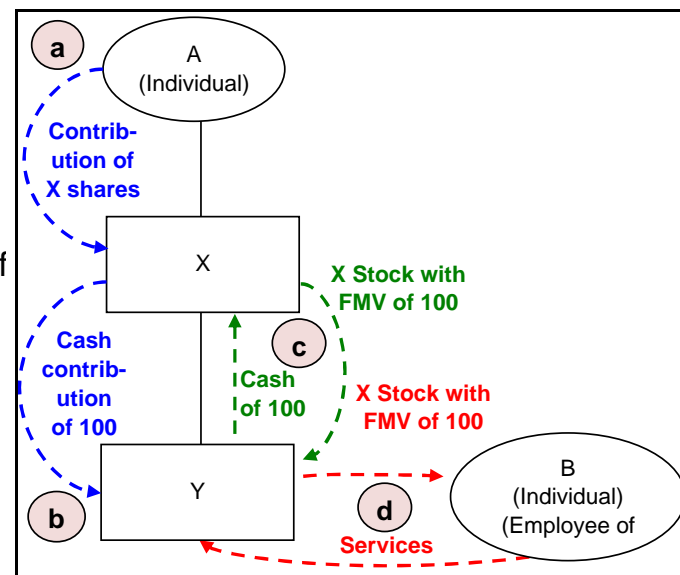 a
A
(Individual)
Contrib-
ution of
X shares
f
X
X Stock with
FMV of 100
Cash
contrib-
ution
of 100
c
Cash
of 100
X Stock with
FMV of 100
Y
B
(Individual)
(Employee of
b
d
Services